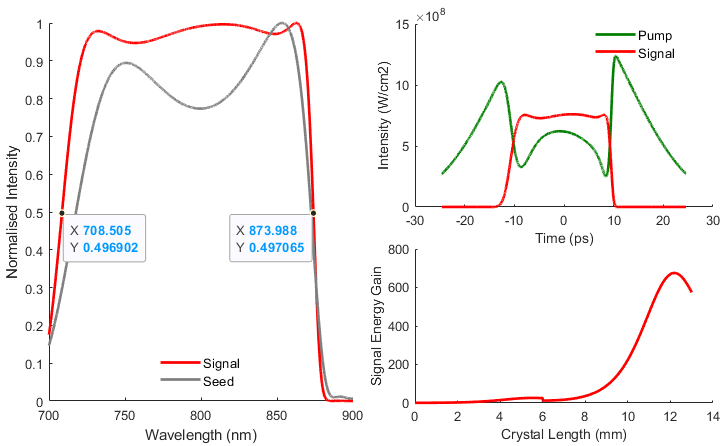 Normalised Intensity
1
0.9
0.8
0.7
0.6
0.5
0.4
0.3
0.2
0.1
0
X 708.505
Y 0.496902
X 873.988
Y 0.497065
Signal
Seed
700 750 800 850 900
Wavelength (nm)
×10⁸
Intensity (W/cm2)
15
10
5
0
Pump
Signal
-30 -20 -10 0 10 20 30
Time (ps)
Signal Energy Gain
800
600
400
200
0
0 2 4 6 8 10 12 14
Crystal Length (mm)